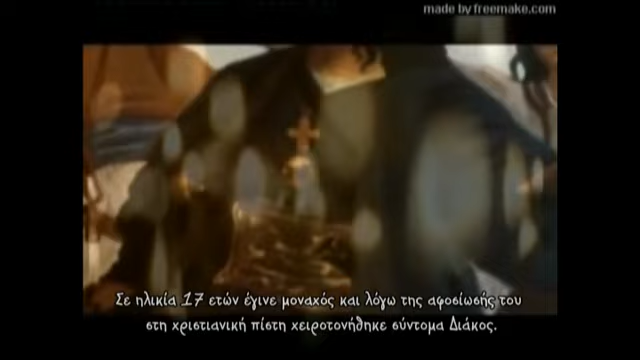 made by freemake.com
Σε ηλικία 17 ετών έγινε μοναχός και λόγω της αφοσίωσής του
στη χριστιανική πίστη χειροτονήθηκε σύντομα Διάκος.